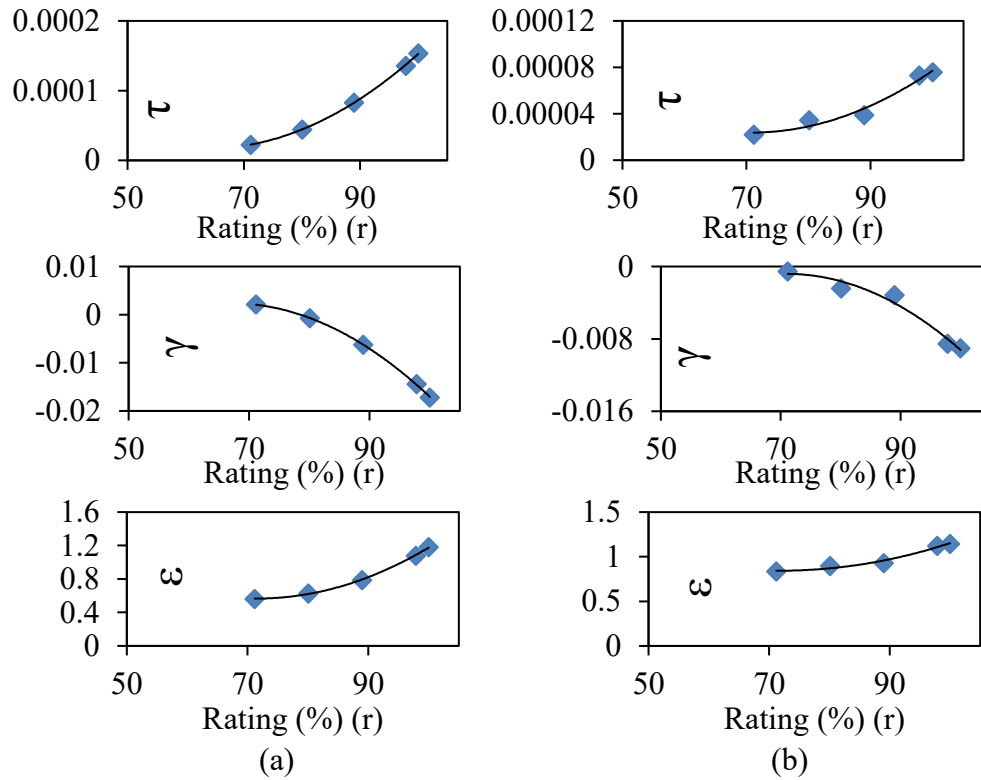 0.0002
0.0001
0
τ
50 70 90
Rating (%) (r)
0.01
0
-0.01
-0.02
γ
50 70 90
Rating (%) (r)
1.6
1.2
0.8
0.4
0
ε
50 70 90
Rating (%) (r)
(a)
0.00012
0.00008
0.00004
0
τ
50 70 90
Rating (%) (r)
0
-0.008
-0.016
γ
50 70 90
Rating (%) (r)
1.5
1
0.5
0
ε
50 70 90
Rating (%) (r)
(b)